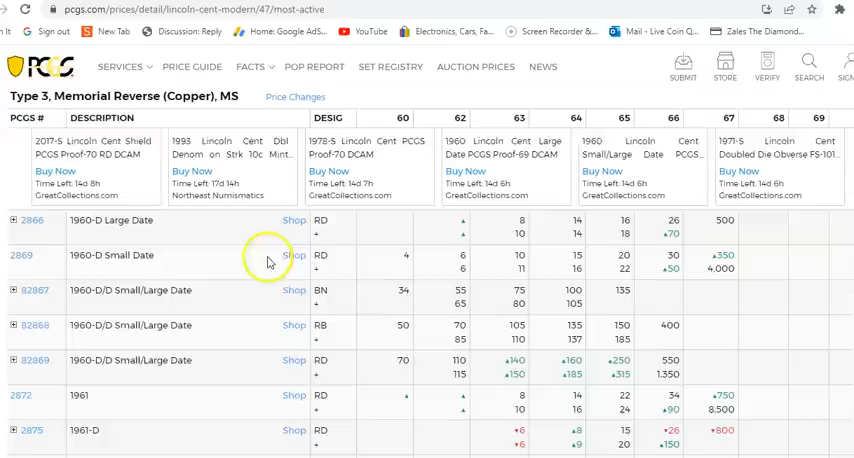 pcgs.com/prices/detail/lincoln-cent-modern/47/most-active
n It Sign out New Tab Discussion: Reply Home: Google AdS... YouTube Electronics, Cars, Fa... Screen Recorder &... Mail - Live Coin Q... Zales The Diamond...
PCGS SERVICES PRICE GUIDE FACTS POP REPORT SET REGISTRY AUCTION PRICES NEWS SUBMIT STORE VERIFY SEARCH SIGN
Type 3, Memorial Reverse (Copper), MS Price Changes
PCGS # DESCRIPTION DESIG 60 62 63 64 65 66 67 68 69
2017-S Lincoln Cent Shield PCGS Proof-70 RD DCAM
Buy Now
Time Left: 14d 8h
GreatCollections.com
1993 Lincoln Cent Dbl Denom on Strk 10c Mint...
Buy Now
Time Left: 17d 14h
Northeast Numismatics
1978-S Lincoln Cent PCGS Proof-70 DCAM
Buy Now
Time Left: 14d 7h
GreatCollections.com
1960 Lincoln Cent Large Date PCGS Proof-69 DCAM
Buy Now
Time Left: 14d 6h
GreatCollections.com
1960 Lincoln Cent Small/Large Date PCGS...
Buy Now
Time Left: 14d 6h
GreatCollections.com
1971-S Lincoln Cent Doubled Die Obverse FS-101...
Buy Now
Time Left: 14d 6h
GreatCollections.com
2866 1960-D Large Date Shop RD ▲ 8 14 16 26 500
+ ▲ 10 14 18 ▲70
2869 1960-D Small Date Shop RD 4 6 10 15 20 30 ▲350
+ 6 11 16 22 ▲50 4.000
82867 1960-D/D Small/Large Date Shop BN 34 55 75 100 135
+ 65 80 105
82868 1960-D/D Small/Large Date Shop RB 50 70 105 135 150 400
+ 85 110 137 185
82869 1960-D/D Small/Large Date Shop RD 70 110 ▲140 ▲160 ▲250 550
+ 115 ▲150 ▲185 ▲315 1.350
2872 1961 Shop RD ▲ ▲ 8 14 22 34 ▲750
+ ▲ 10 16 24 ▲90 8.500
2875 1961-D Shop RD ▼6 ▲8 15 ▼26 ▼800
+ ▼6 ▲9 20 ▲150